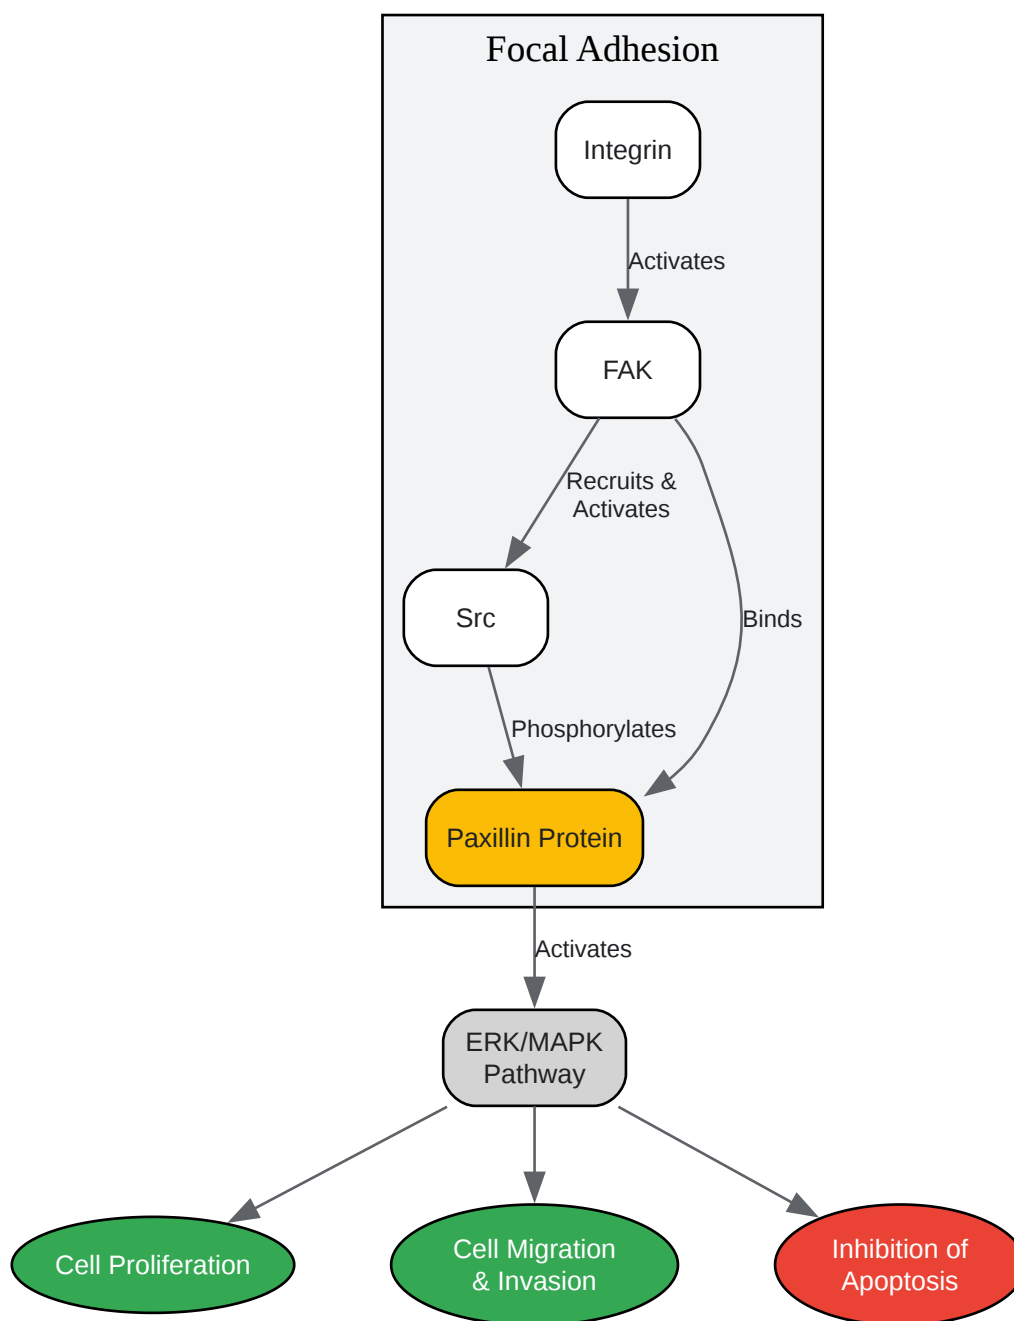 Focal Adhesion
Integrin
Activates
FAK
Recruits &
Activates
Src
Binds
Phosphorylates
Paxillin Protein
Activates
ERK/MAPK
Pathway
Cell Proliferation
Cell Migration
& Invasion
Inhibition of
Apoptosis